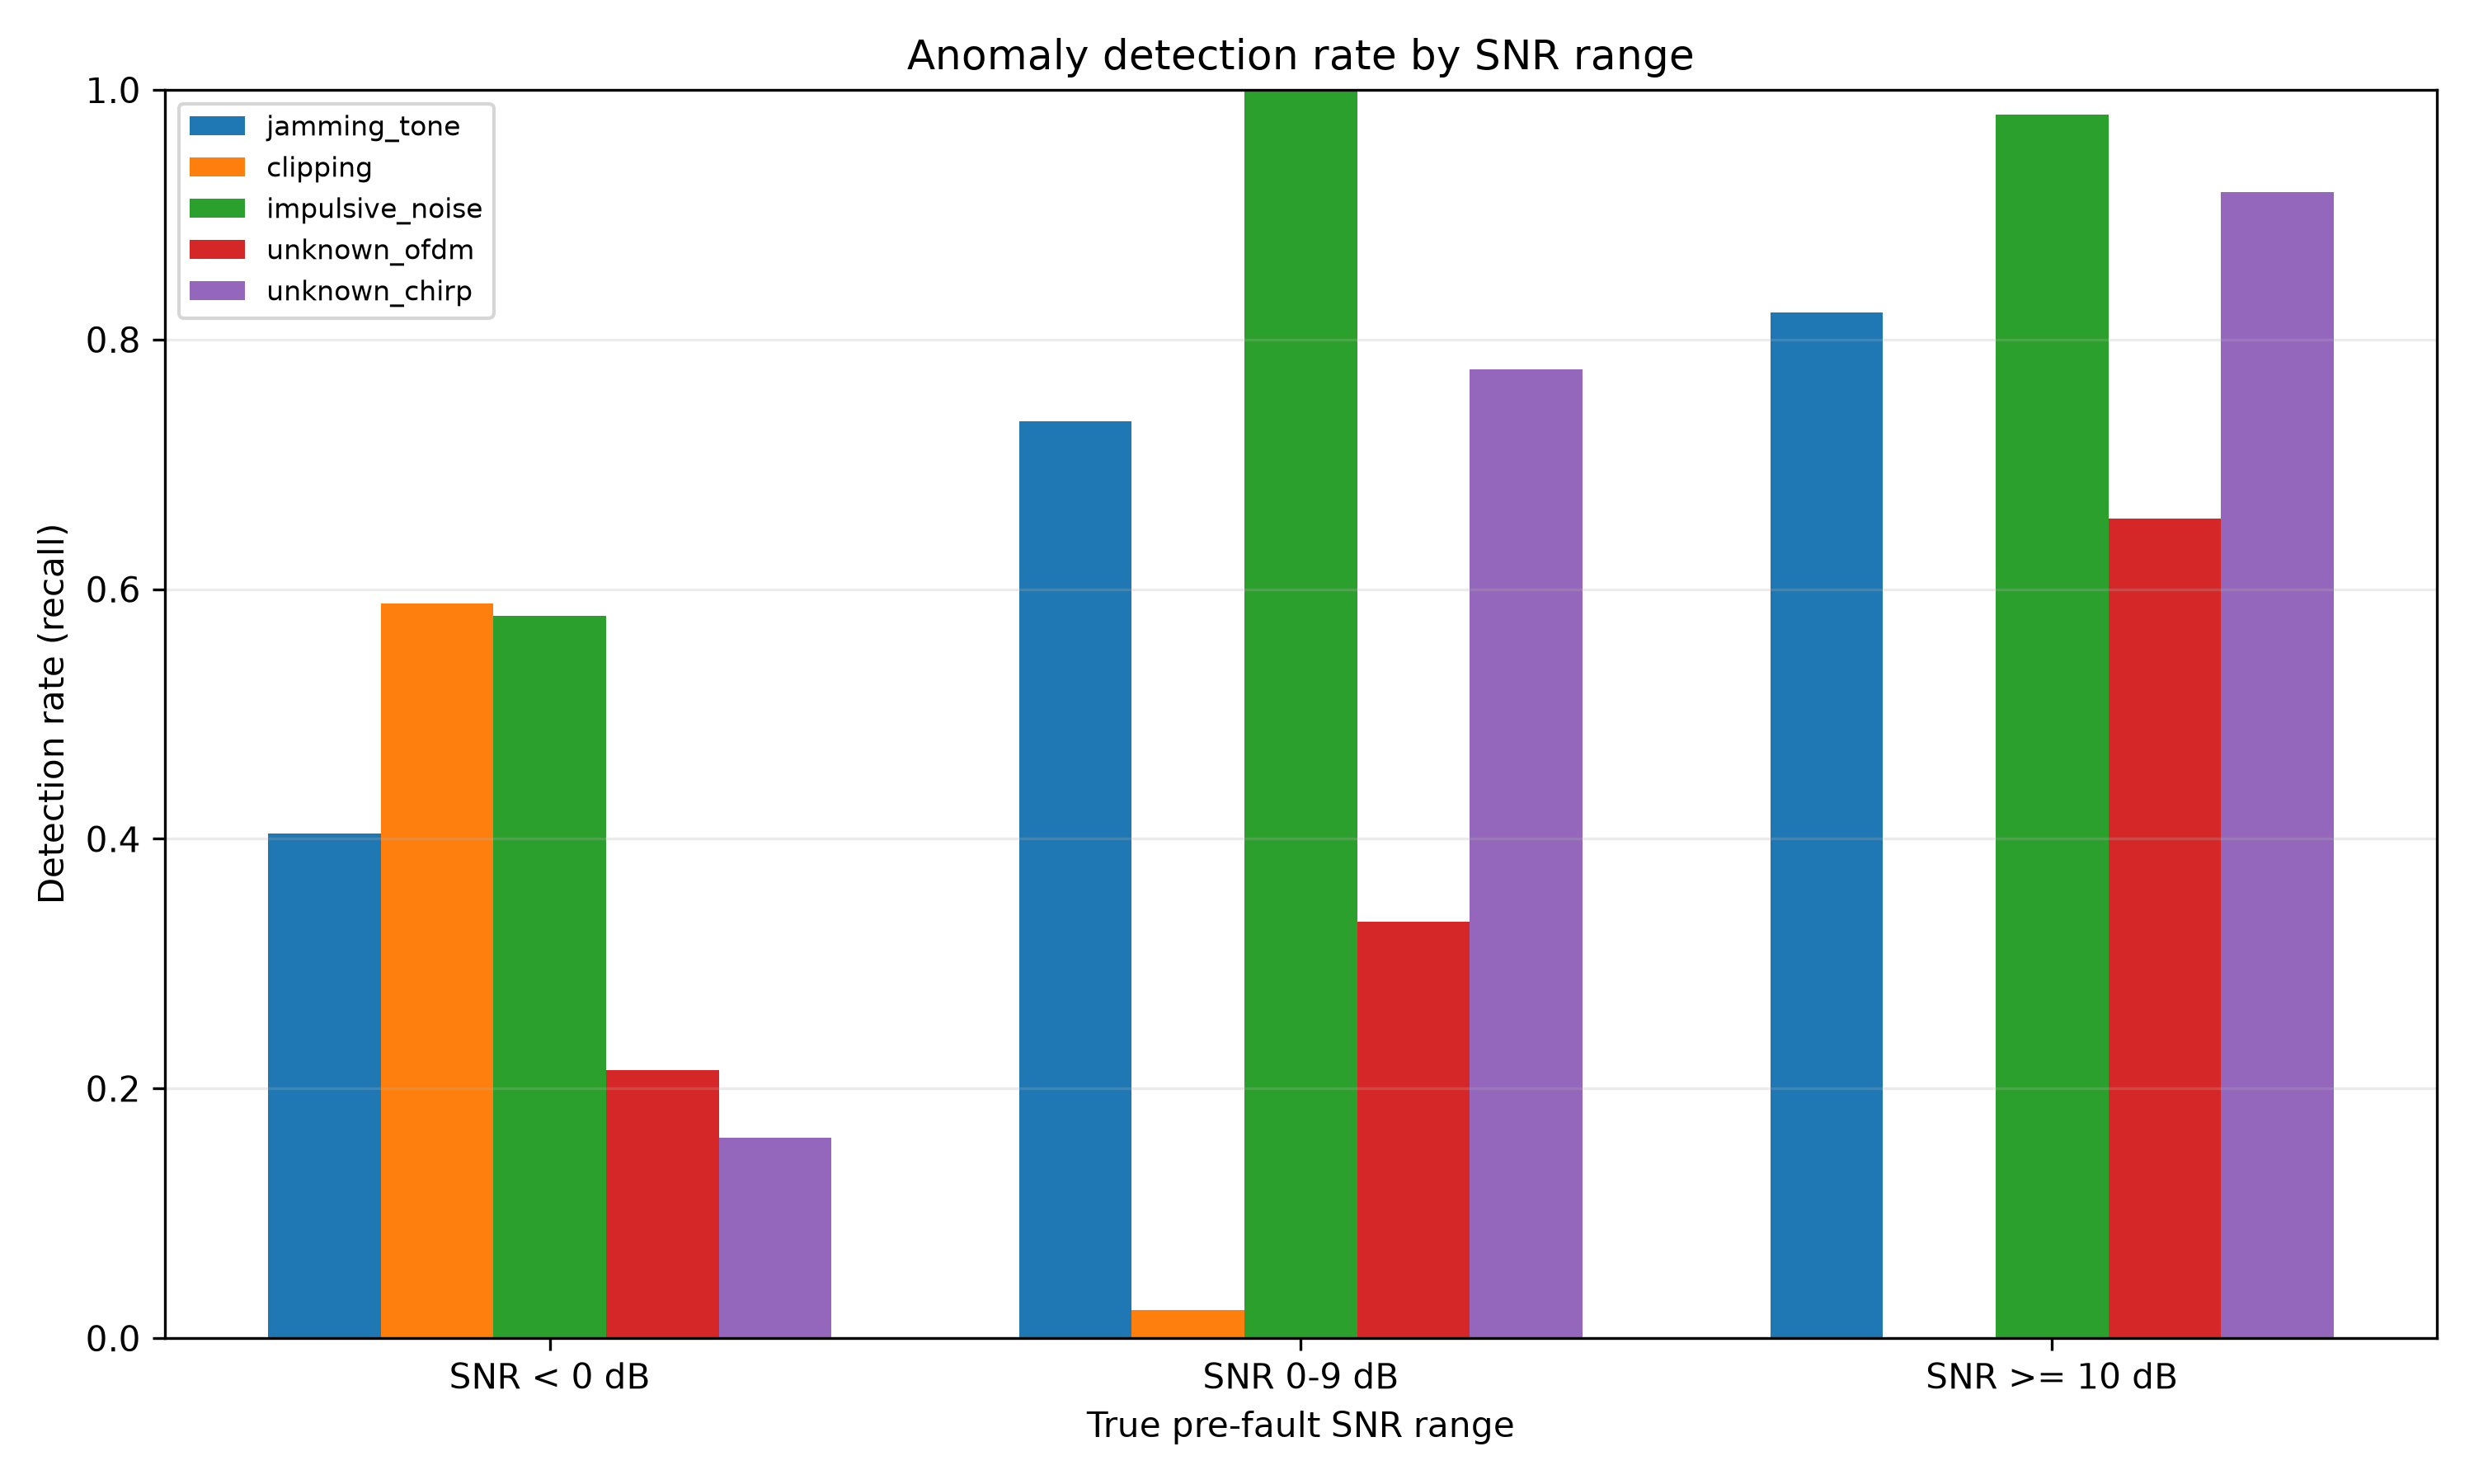 Anomaly detection rate by SNR range
1.0
0.8
0.6
0.4
0.2
0.0
Detection rate (recall)
jamming_tone
clipping
impulsive_noise
unknown_ofdm
unknown_chirp
SNR < 0 dB
SNR 0-9 dB
SNR >= 10 dB
True pre-fault SNR range